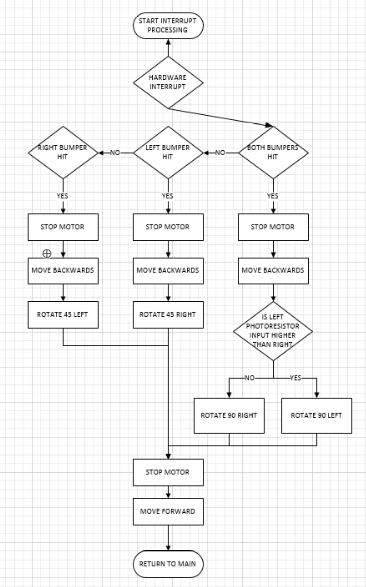 START INTERRUPT
PROCESSING
HARDWARE
INTERRUPT
RIGHT BUMPER
HIT
NO
LEFT BUMPER
HIT
NO
BOTH BUMPERS
HIT
YES
YES
YES
STOP MOTOR
STOP MOTOR
STOP MOTOR
MOVE BACKWARDS
MOVE BACKWARDS
MOVE BACKWARDS
ROTATE 45 LEFT
ROTATE 45 RIGHT
IS LEFT
PHOTORESISTOR
INPUT HIGHER
THAN RIGHT
NO
YES
ROTATE 90 RIGHT
ROTATE 90 LEFT
STOP MOTOR
MOVE FORWARD
RETURN TO MAIN